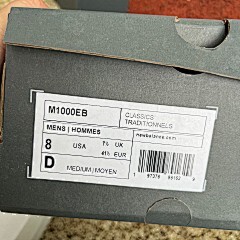 M1000EB
CLASSICS
TRADITIONNELS
MENS | HOMMES
newbalance.com
8 USA 7½ UK
41½ EUR
D MEDIUM/MOYEN